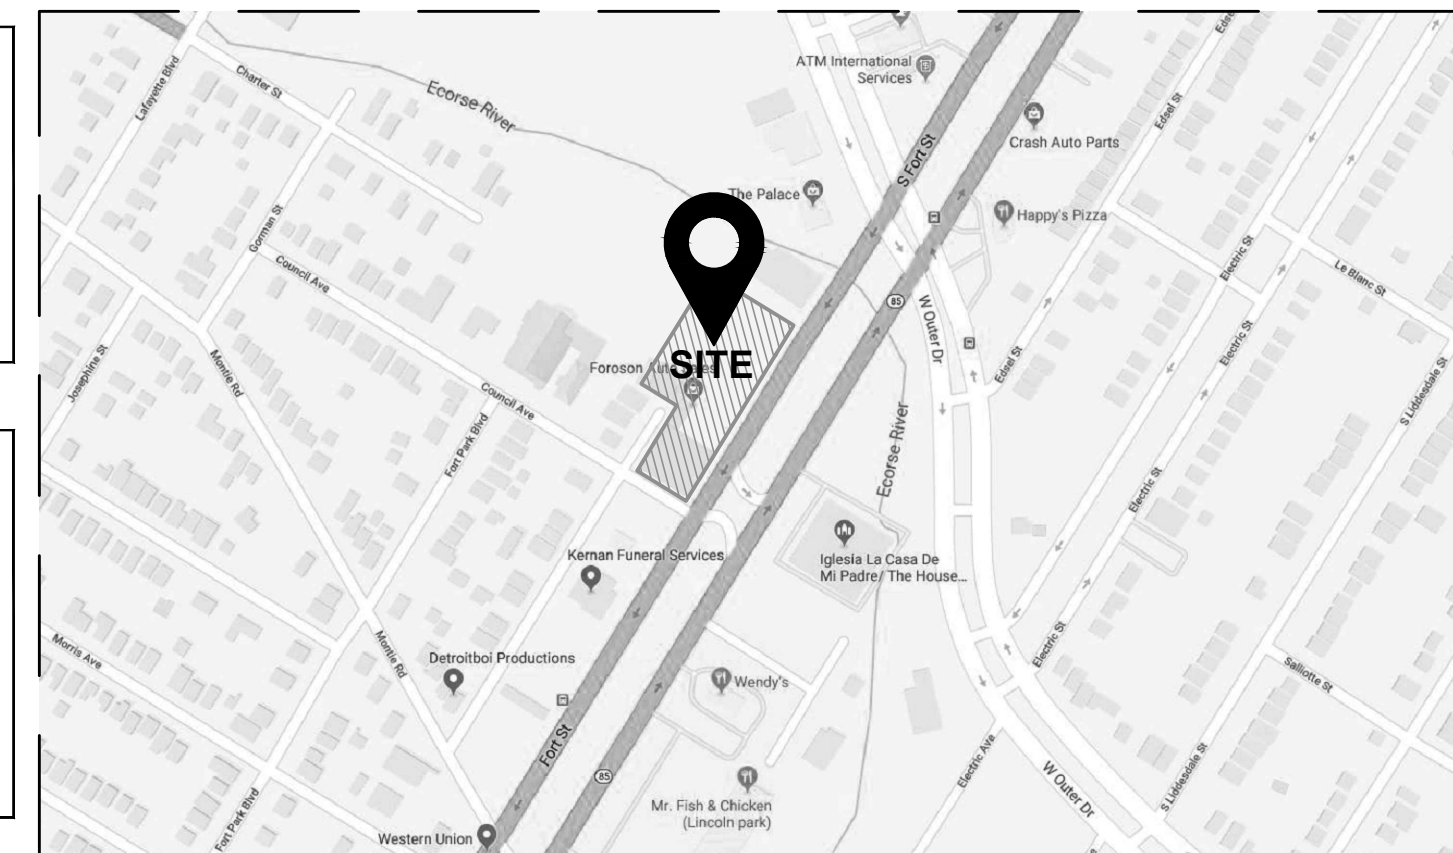 ATM International
Services
Lafayette Blvd
Charter St
Ecorse River
Edsel St
Crash Auto Parts
S Fort St
The Palace
Happy's Pizza
Gorman St
Council Ave
Electric St
Le Blanc St
85
W Outer Dr
Electric St
Josephine St
Montie Rd
Foroson Auto Sales
SITE
Edsel St
Council Ave
Fort Park Blvd
S Liddesdale St
Ecorse River
Electric St
Kernan Funeral Services
Iglesia La Casa De
Mi Padre/ The House...
Morris Ave
Montie Rd
Detroitboi Productions
Electric St
Wendy's
Salliotte St
Fort St
85
Electric Ave
W Outer Dr
S Liddesdale St
Mr. Fish & Chicken
(Lincoln park)
Fort Park Blvd
Western Union